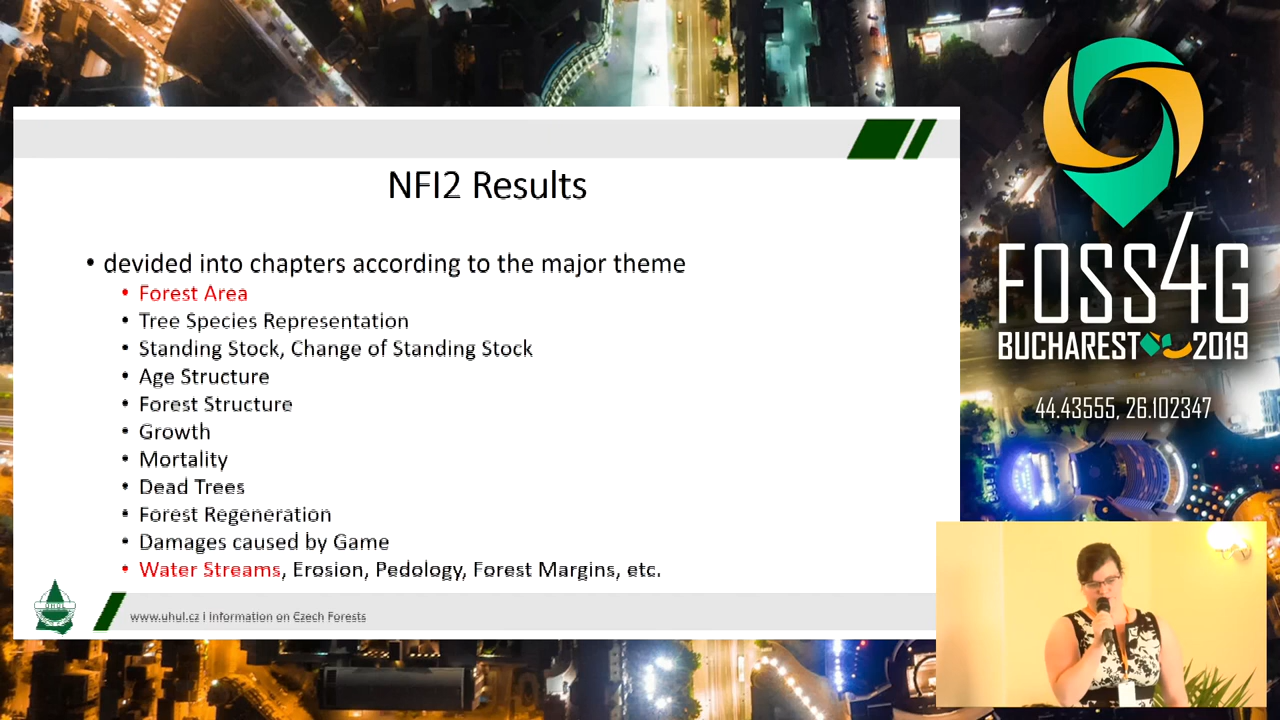 NFI2 Results
• devided into chapters according to the major theme
• Forest Area
• Tree Species Representation
• Standing Stock, Change of Standing Stock
• Age Structure
• Forest Structure
• Growth
• Mortality
• Dead Trees
• Forest Regeneration
• Damages caused by Game
• Water Streams, Erosion, Pedology, Forest Margins, etc.
www.uhul.cz I Information on Czech Forests
FOSS4G
BUCHAREST 2019
44.43555, 26.102347